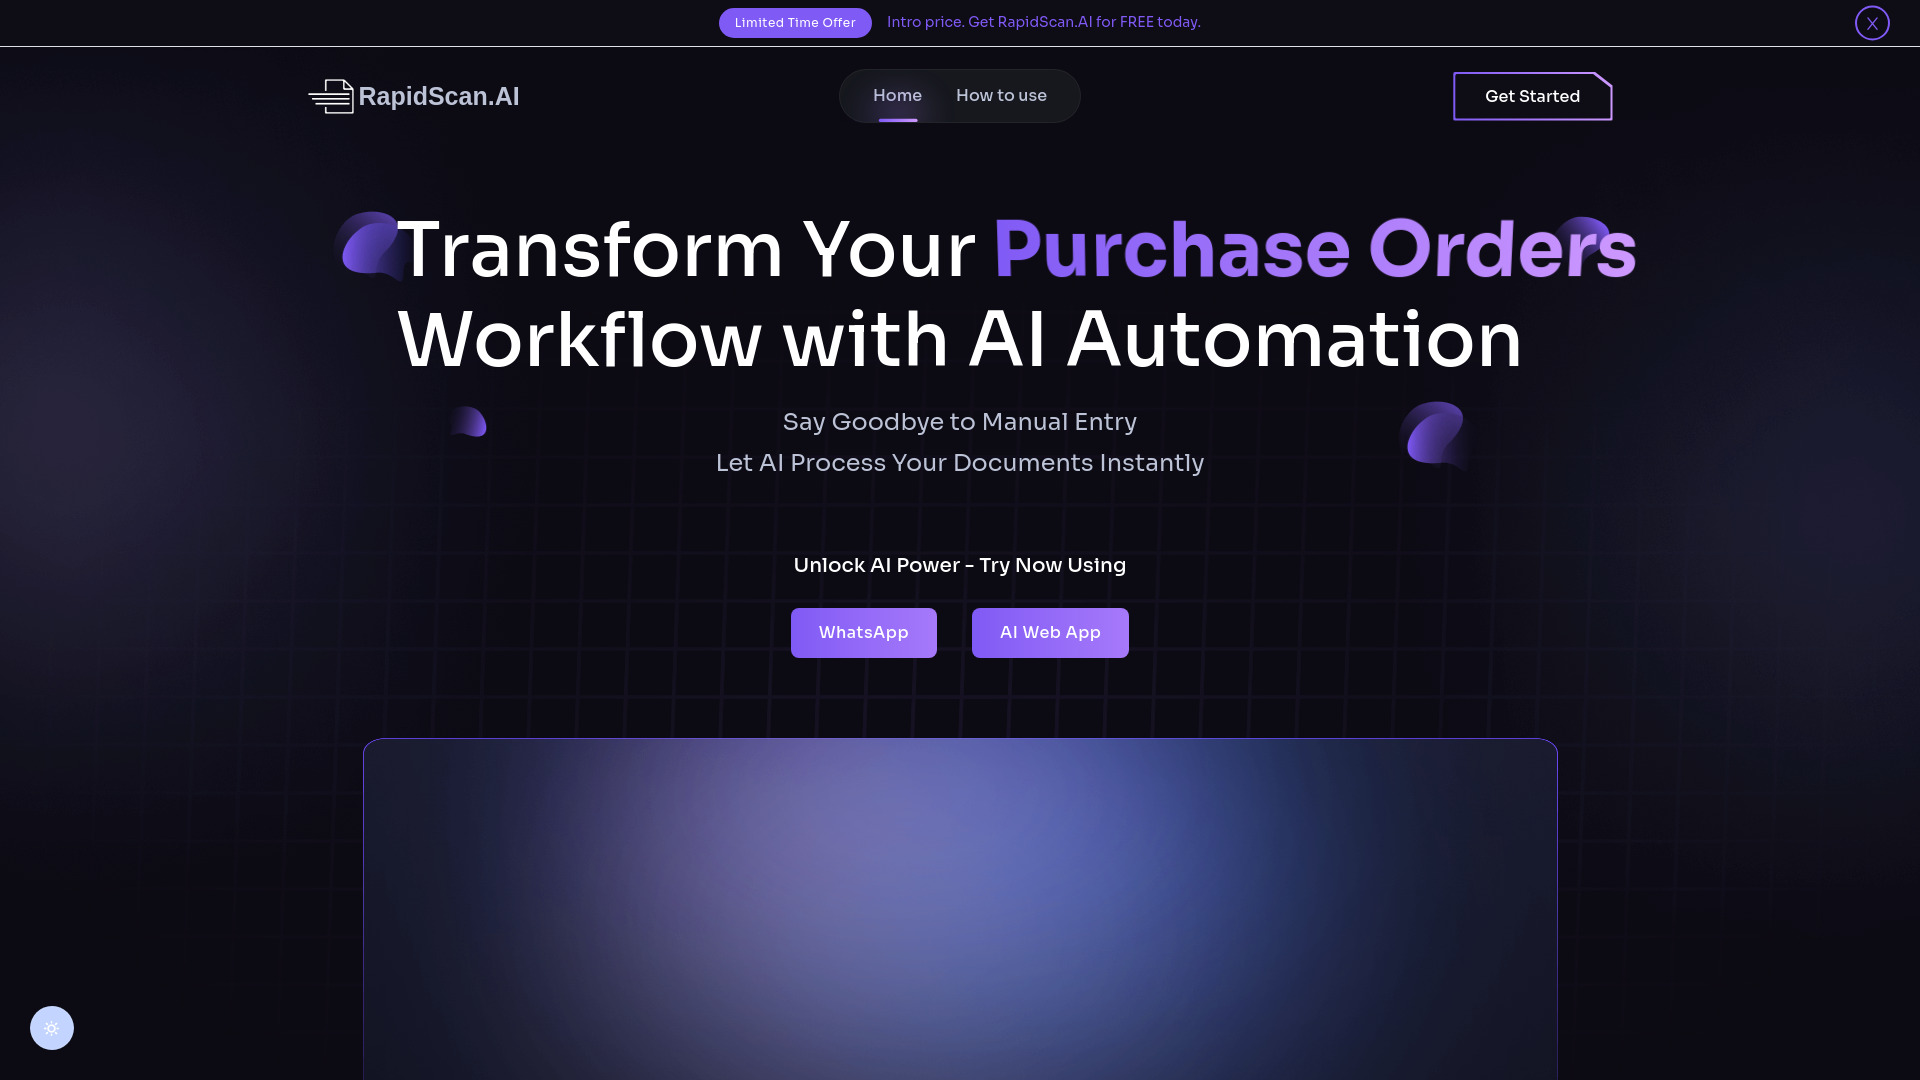 Limited Time Offer Intro price. Get RapidScan.AI for FREE today. X
RapidScan.AI
Home
How to use
Get Started
Transform Your Purchase Orders
Workflow with AI Automation
Say Goodbye to Manual Entry
Let AI Process Your Documents Instantly
Unlock AI Power - Try Now Using
WhatsApp
AI Web App